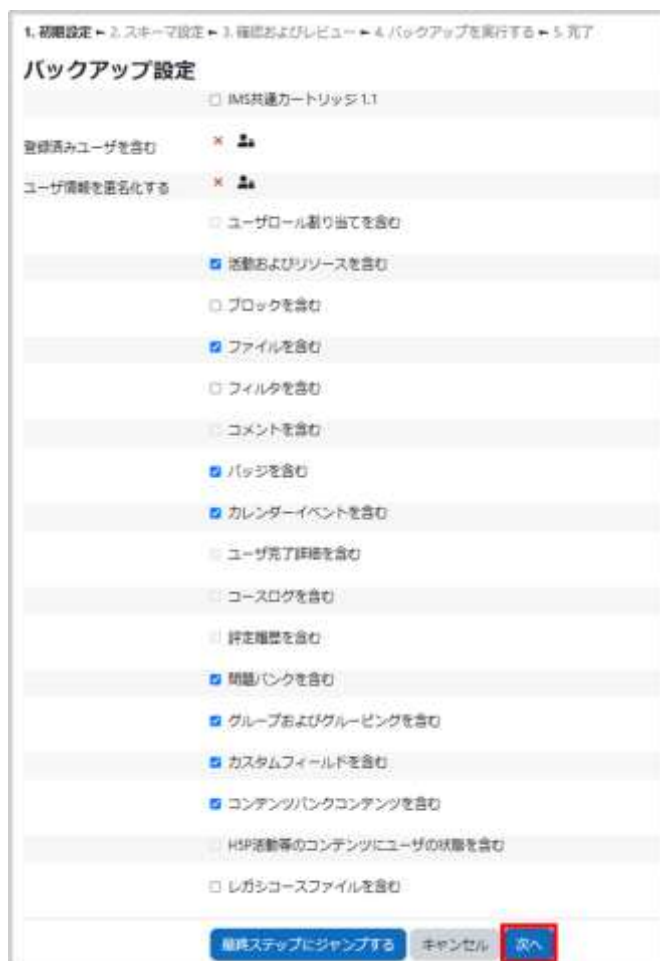 1. 初期設定 ► 2. スキーマ設定 ► 3. 確認およびレビュー ► 4. バックアップを実行する ► 5. 完了
バックアップ設定
IMS共通カートリッジ 1.1
登録済みユーザを含む
ユーザ情報を匿名化する
ユーザロール割り当てを含む
活動およびリソースを含む
ブロックを含む
ファイルを含む
フィルタを含む
コメントを含む
バッジを含む
カレンダーイベントを含む
ユーザ完了詳細を含む
コースログを含む
評定履歴を含む
問題バンクを含む
グループおよびグルーピングを含む
カスタムフィールドを含む
コンテンツバンクコンテンツを含む
H5P活動等のコンテンツにユーザの状態を含む
レガシコースファイルを含む
最終ステップにジャンプする キャンセル 次へ